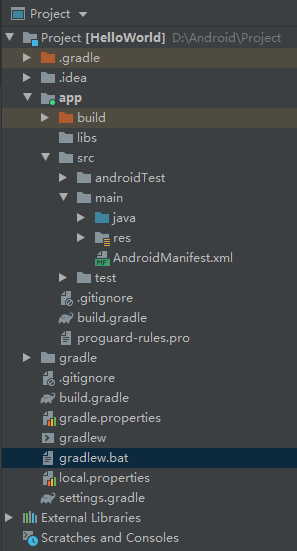 Project
Project [HelloWorld] D:\Android\Project
.gradle
.idea
app
build
libs
src
androidTest
main
java
res
MF AndroidManifest.xml
test
.gitignore
build.gradle
proguard-rules.pro
gradle
.gitignore
build.gradle
gradle.properties
gradlew
gradlew.bat
local.properties
settings.gradle
External Libraries
Scratches and Consoles